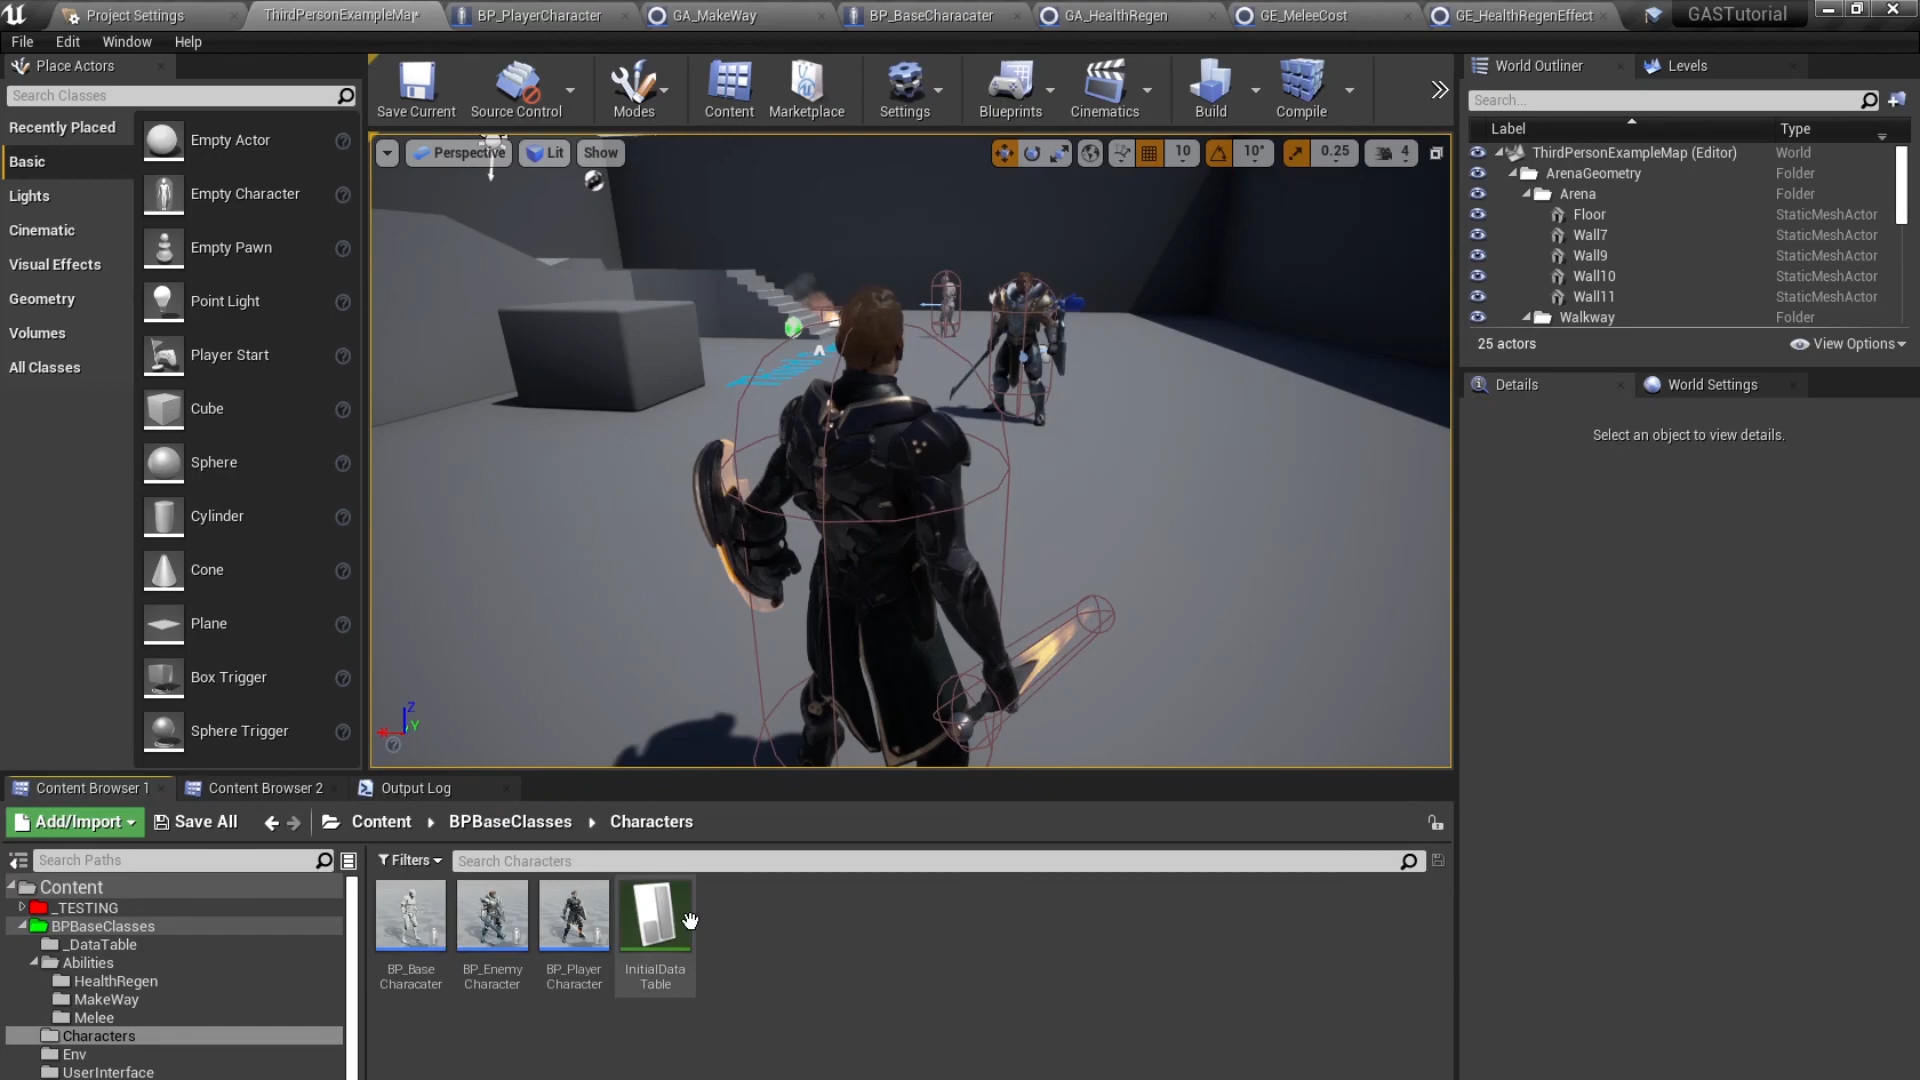 Project Settings
ThirdPersonExampleMap*
BP_PlayerCharacter
GA_MakeWay
BP_BaseCharacater
GA_HealthRegen
GE_MeleeCost
GE_HealthRegenEffect
GASTutorial
File Edit Window Help
Place Actors
Search Classes
Recently Placed
Basic
Lights
Cinematic
Visual Effects
Geometry
Volumes
All Classes
Empty Actor
Empty Character
Empty Pawn
Point Light
Player Start
Cube
Sphere
Cylinder
Cone
Plane
Box Trigger
Sphere Trigger
Save Current
Source Control
Modes
Content
Marketplace
Settings
Blueprints
Cinematics
Build
Compile
Perspective
Lit
Show
10
10°
0.25
4
Z
Y
X
World Outliner
Levels
Search...
Label Type
ThirdPersonExampleMap (Editor) World
ArenaGeometry Folder
Arena Folder
Floor StaticMeshActor
Wall7 StaticMeshActor
Wall9 StaticMeshActor
Wall10 StaticMeshActor
Wall11 StaticMeshActor
Walkway Folder
25 actors
View Options
Details
World Settings
Select an object to view details.
Content Browser 1
Content Browser 2
Output Log
Add/Import
Save All
Content
BPBaseClasses
Characters
Search Paths
Filters
Search Characters
Content
_TESTING
BPBaseClasses
_DataTable
Abilities
HealthRegen
MakeWay
Melee
Characters
Env
UserInterface
BP_Base
Characater
BP_Enemy
Character
BP_Player
Character
InitialData
Table